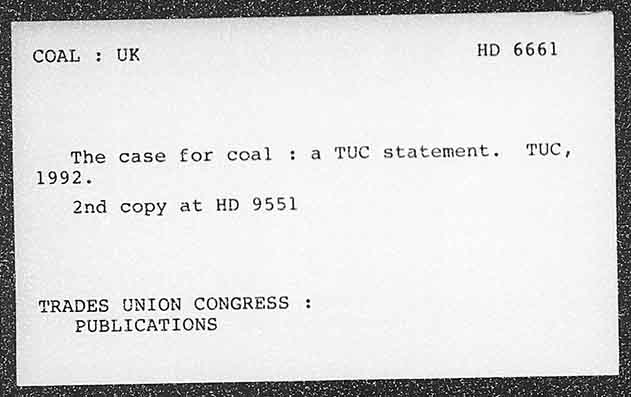 COAL : UK HD 6661
The case for coal : a TUC statement. TUC,
1992.
2nd copy at HD 9551
TRADES UNION CONGRESS :
PUBLICATIONS